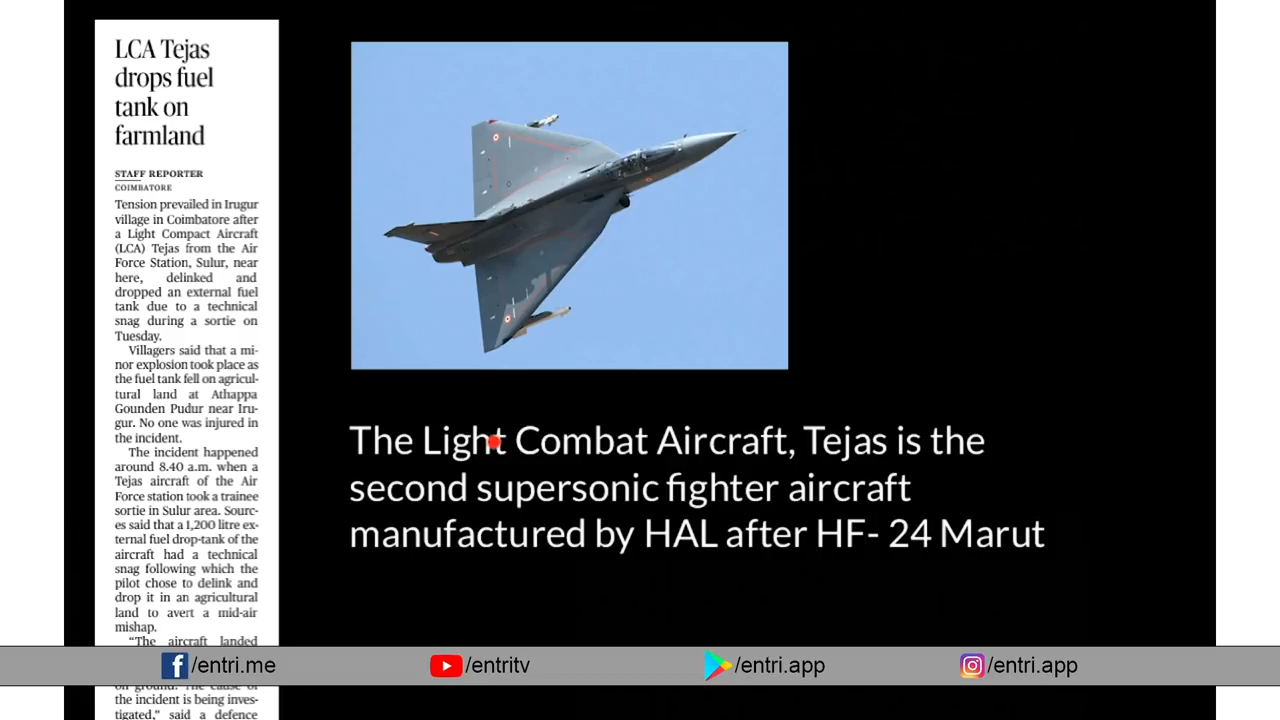 LCA Tejas
drops fuel
tank on
farmland
STAFF REPORTER
COIMBATORE
Tension prevailed in Irugur
village in Coimbatore after
a Light Compact Aircraft
(LCA) Tejas from the Air
Force Station, Sulur, near
here, delinked and
dropped an external fuel
tank due to a technical
snag during a sortie on
Tuesday.
Villagers said that a mi-
nor explosion took place as
the fuel tank fell on agricul-
tural land at Athappa
Gounden Pudur near Iru-
gur. No one was injured in
the incident.
The incident happened
around 8.40 a.m. when a
Tejas aircraft of the Air
Force station took a trainee
sortie in Sulur area. Sourc-
es said that a 1,200 litre ex-
ternal fuel drop-tank of the
aircraft had a technical
snag following which the
pilot chose to delink and
drop it in an agricultural
land to avert a mid-air
mishap.
"The aircraft landed
on ground. The cause of
the incident is being inves-
tigated," said a defence
The Light Combat Aircraft, Tejas is the
second supersonic fighter aircraft
manufactured by HAL after HF- 24 Marut
/entri.me
/entritv
/entri.app
/entri.app